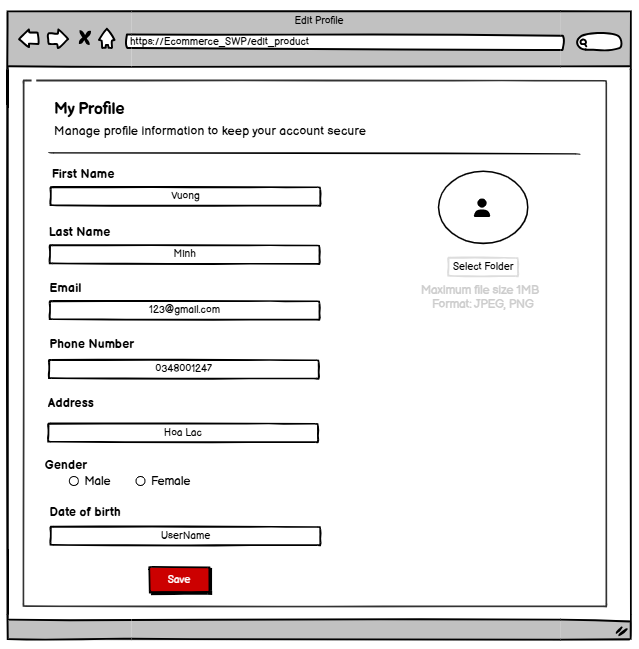 Edit Profile
https://Ecommerce_SWP/edit_product
My Profile
Manage profile information to keep your account secure
First Name
Vuong
Last Name
Minh
Email
123@gmail.com
Phone Number
0348001247
Address
Hoa Lac
Gender
Male Female
Date of birth
UserName
Save
Select Folder
Maximum file size 1MB
Format: JPEG, PNG